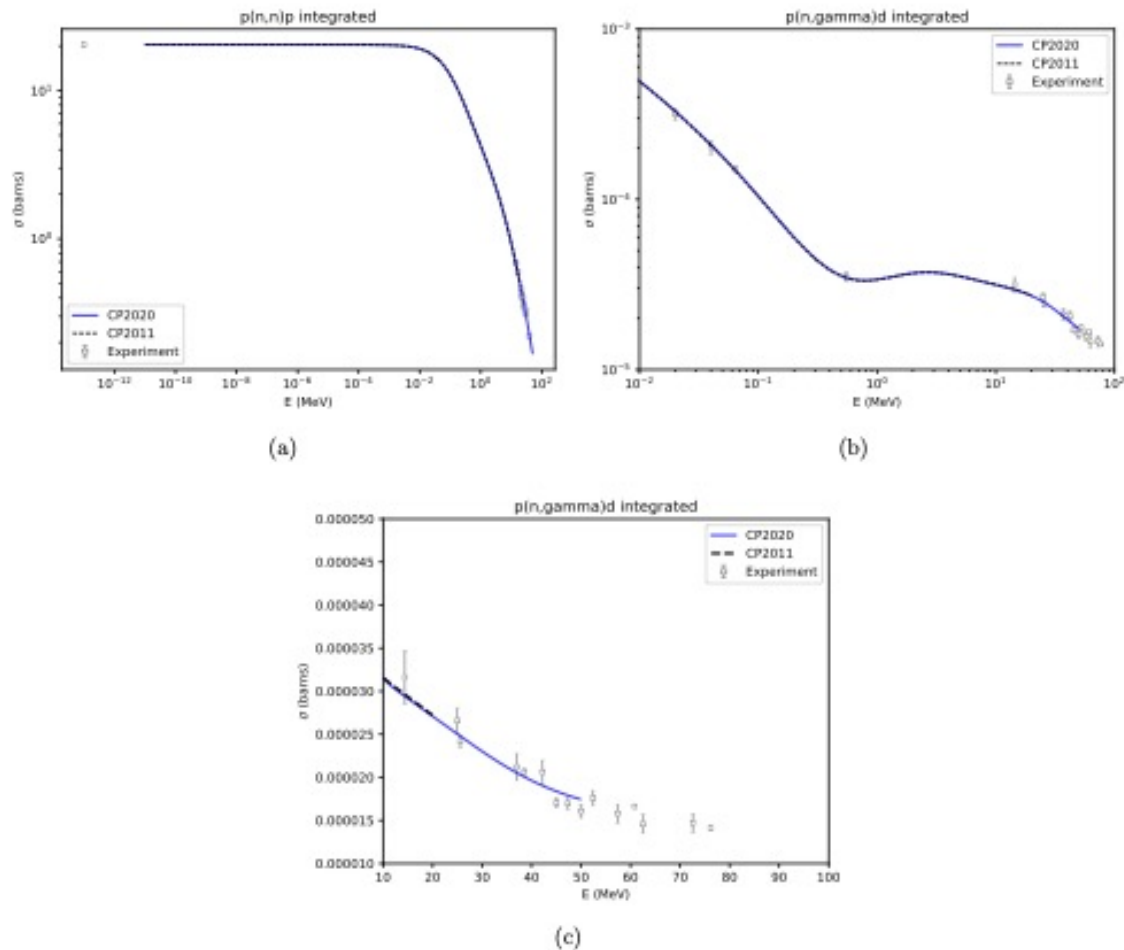 p(n,n)p integrated
10¹
10⁰
σ (barns)
CP2020
CP2011
Experiment
10⁻¹² 10⁻¹⁰ 10⁻⁸ 10⁻⁶ 10⁻⁴ 10⁻² 10⁰ 10²
E (MeV)
(a)
p(n,gamma)d integrated
10⁻³
10⁻⁴
10⁻⁵
σ (barns)
CP2020
CP2011
Experiment
10⁻² 10⁻¹ 10⁰ 10¹ 10²
E (MeV)
(b)
p(n,gamma)d integrated
0.000050
0.000045
0.000040
0.000035
0.000030
0.000025
0.000020
0.000015
0.000010
σ (barns)
CP2020
CP2011
Experiment
10 20 30 40 50 60 70 80 90 100
E (MeV)
(c)